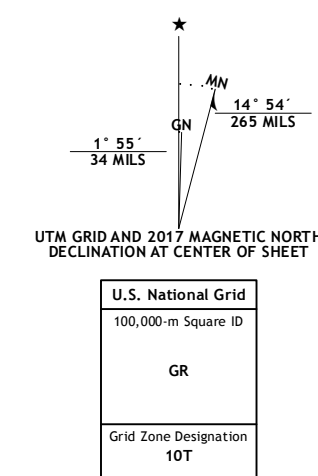 ★
MN
GN
14° 54´
265 MILS
1° 55´
34 MILS
UTM GRID AND 2017 MAGNETIC NORTH
DECLINATION AT CENTER OF SHEET
U.S. National Grid
100,000-m Square ID
GR
Grid Zone Designation
10T